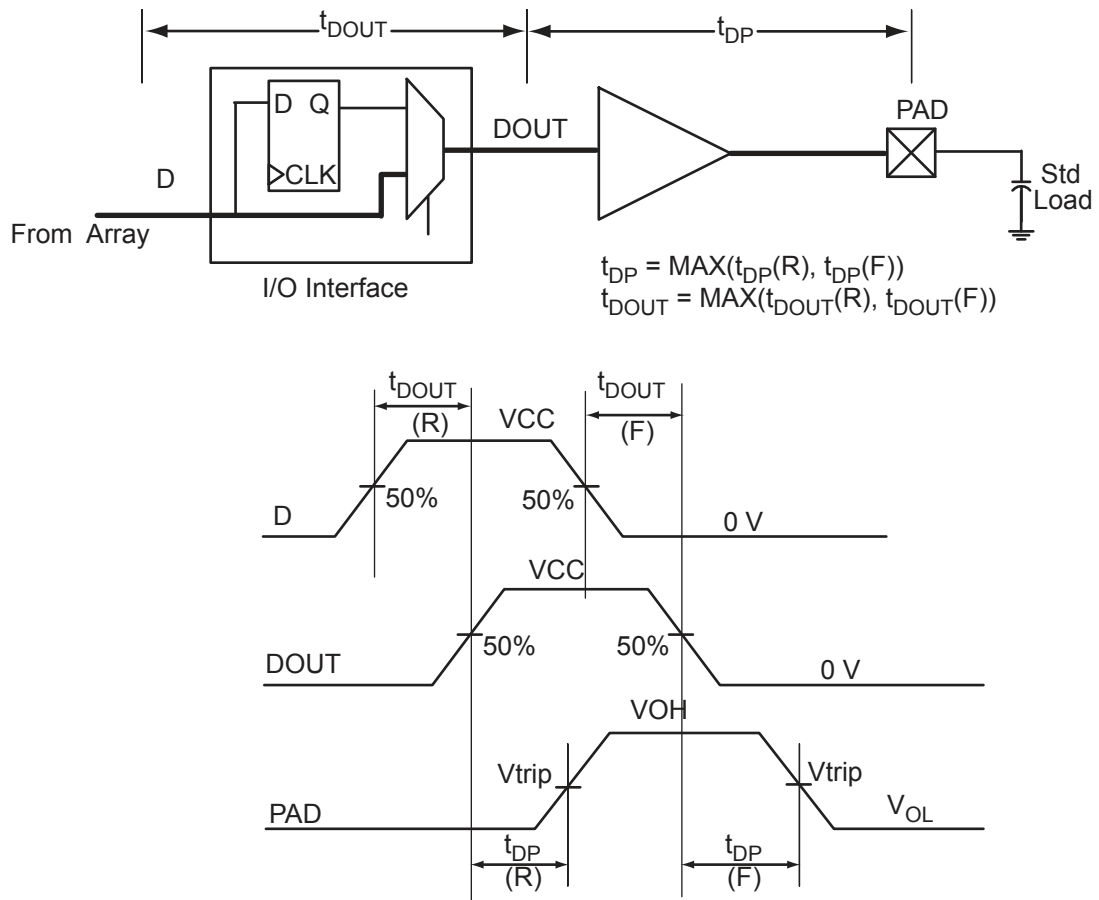 tDOUT
tDP
D Q
CLK
D
From Array
I/O Interface
DOUT
PAD
Std
Load
tDP = MAX(tDP(R), tDP(F))
tDOUT = MAX(tDOUT(R), tDOUT(F))
tDOUT
(R)
VCC
tDOUT
(F)
50%
50%
D
0 V
VCC
50%
50%
DOUT
0 V
VOH
Vtrip
Vtrip
PAD
VOL
tDP
(R)
tDP
(F)